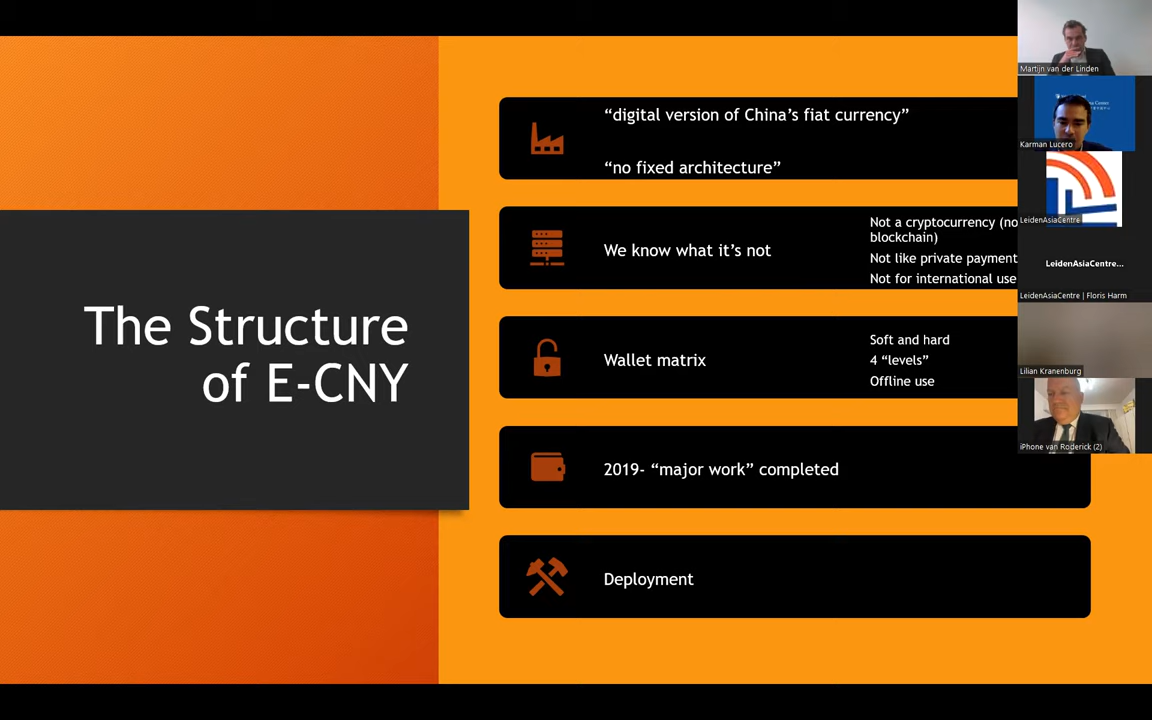 The Structure
of E-CNY
“digital version of China’s fiat currency”
“no fixed architecture”
We know what it’s not
Not a cryptocurrency (no
blockchain)
Not like private payment
Not for international use
Wallet matrix
Soft and hard
4 “levels”
Offline use
2019- “major work” completed
Deployment
Martijn van der Linden
Karman Lucero
LeidenAsiaCentre
LeidenAsiaCentre...
LeidenAsiaCentre | Floris Harm
Lilian Kranenburg
iPhone van Roderick (2)